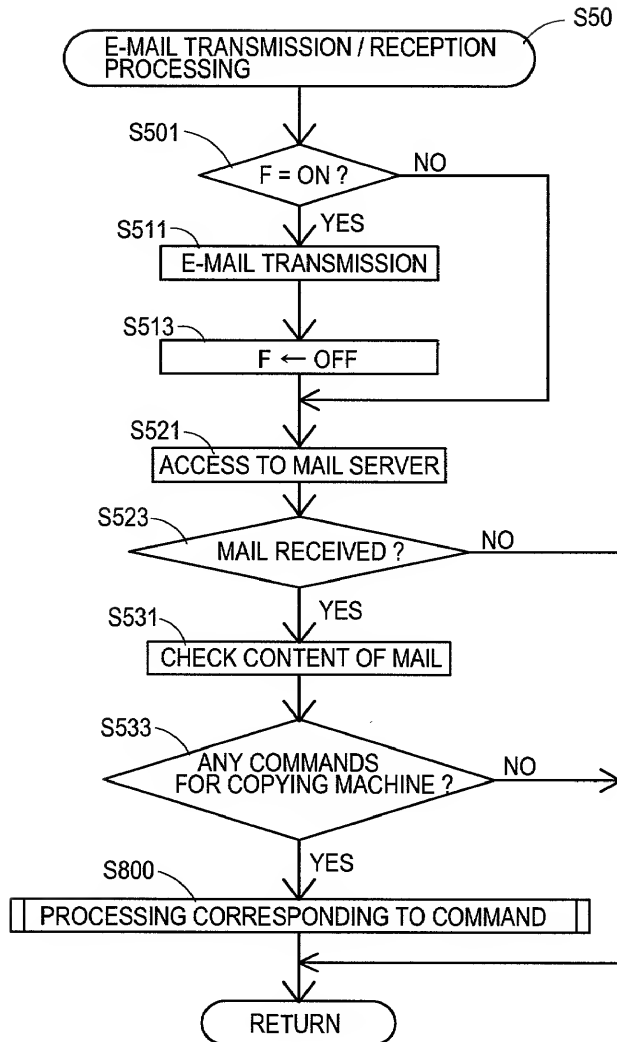 S50
E-MAIL TRANSMISSION / RECEPTION
PROCESSING
S501
F = ON ?
NO
YES
S511
E-MAIL TRANSMISSION
S513
F ← OFF
S521
ACCESS TO MAIL SERVER
S523
MAIL RECEIVED ?
NO
YES
S531
CHECK CONTENT OF MAIL
S533
ANY COMMANDS
FOR COPYING MACHINE ?
NO
YES
S800
PROCESSING CORRESPONDING TO COMMAND
RETURN